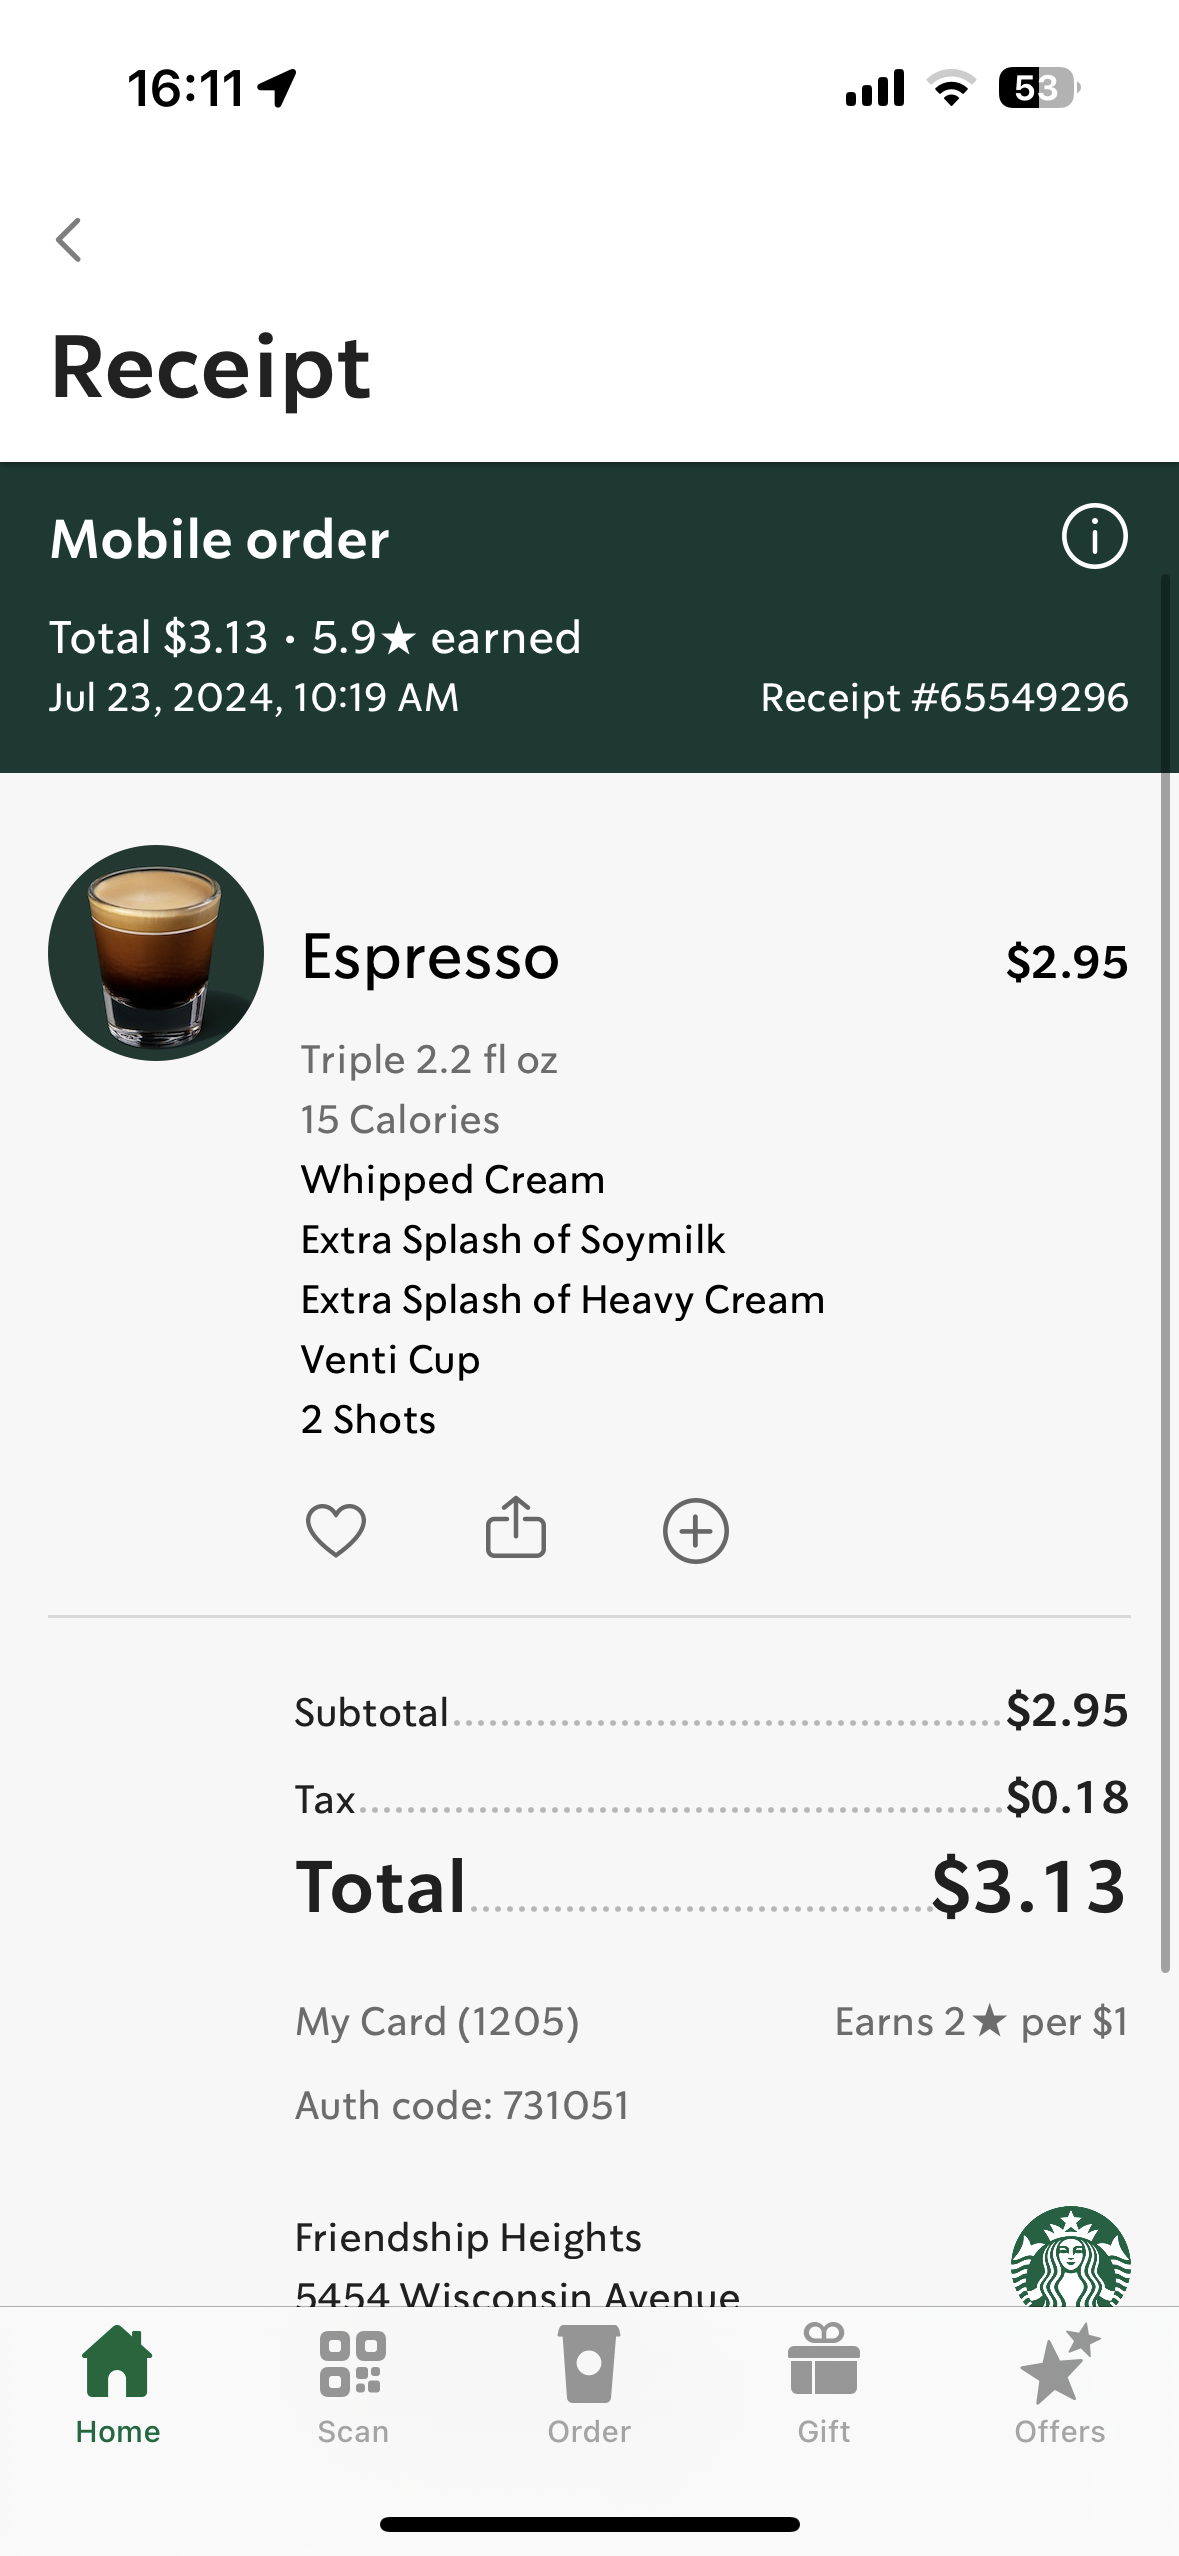 16:11
53
Receipt
Mobile order
Total $3.13 · 5.9★ earned
Jul 23, 2024, 10:19 AM Receipt #65549296
Espresso $2.95
Triple 2.2 fl oz
15 Calories
Whipped Cream
Extra Splash of Soymilk
Extra Splash of Heavy Cream
Venti Cup
2 Shots
Subtotal $2.95
Tax $0.18
Total $3.13
My Card (1205) Earns 2★ per $1
Auth code: 731051
Friendship Heights
5454 Wisconsin Avenue
Home Scan Order Gift Offers